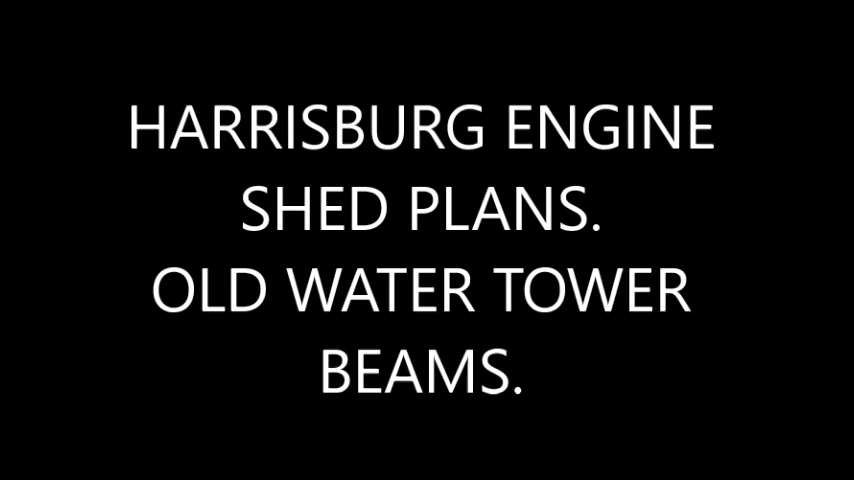 HARRISBURG ENGINE
SHED PLANS.
OLD WATER TOWER
BEAMS.